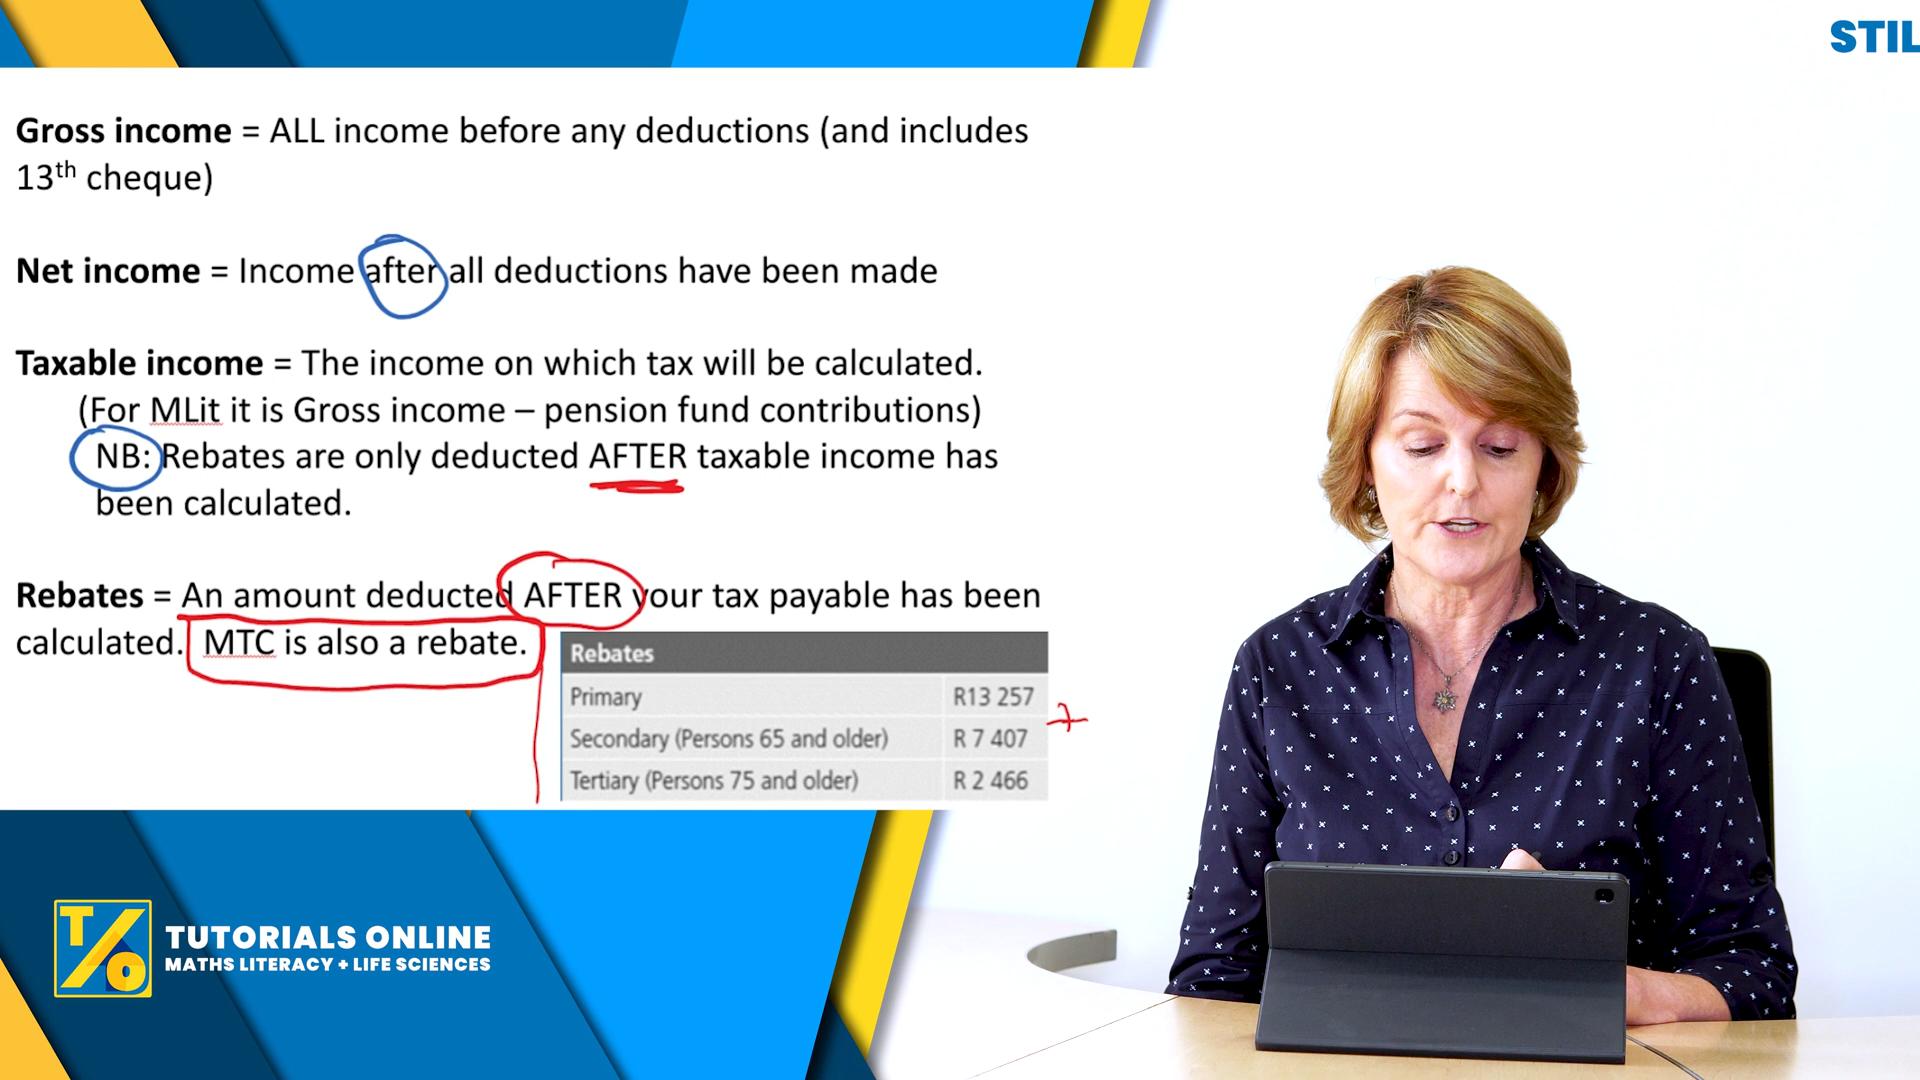 STIL
Gross income = ALL income before any deductions (and includes
13th cheque)
Net income = Income after all deductions have been made
Taxable income = The income on which tax will be calculated.
(For MLit it is Gross income – pension fund contributions)
NB: Rebates are only deducted AFTER taxable income has
been calculated.
Rebates = An amount deducted AFTER your tax payable has been
calculated. MTC is also a rebate.
Rebates
Primary R13 257
+
Secondary (Persons 65 and older) R 7 407
Tertiary (Persons 75 and older) R 2 466
T/O
TUTORIALS ONLINE
MATHS LITERACY + LIFE SCIENCES